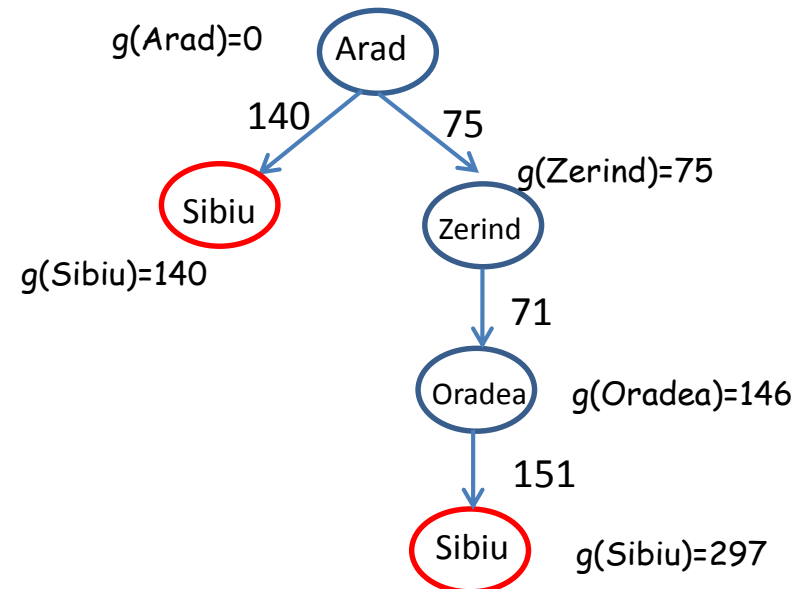 g(Arad)=0
Arad
140
75
g(Zerind)=75
Sibiu
Zerind
g(Sibiu)=140
71
Oradea
g(Oradea)=146
151
Sibiu
g(Sibiu)=297